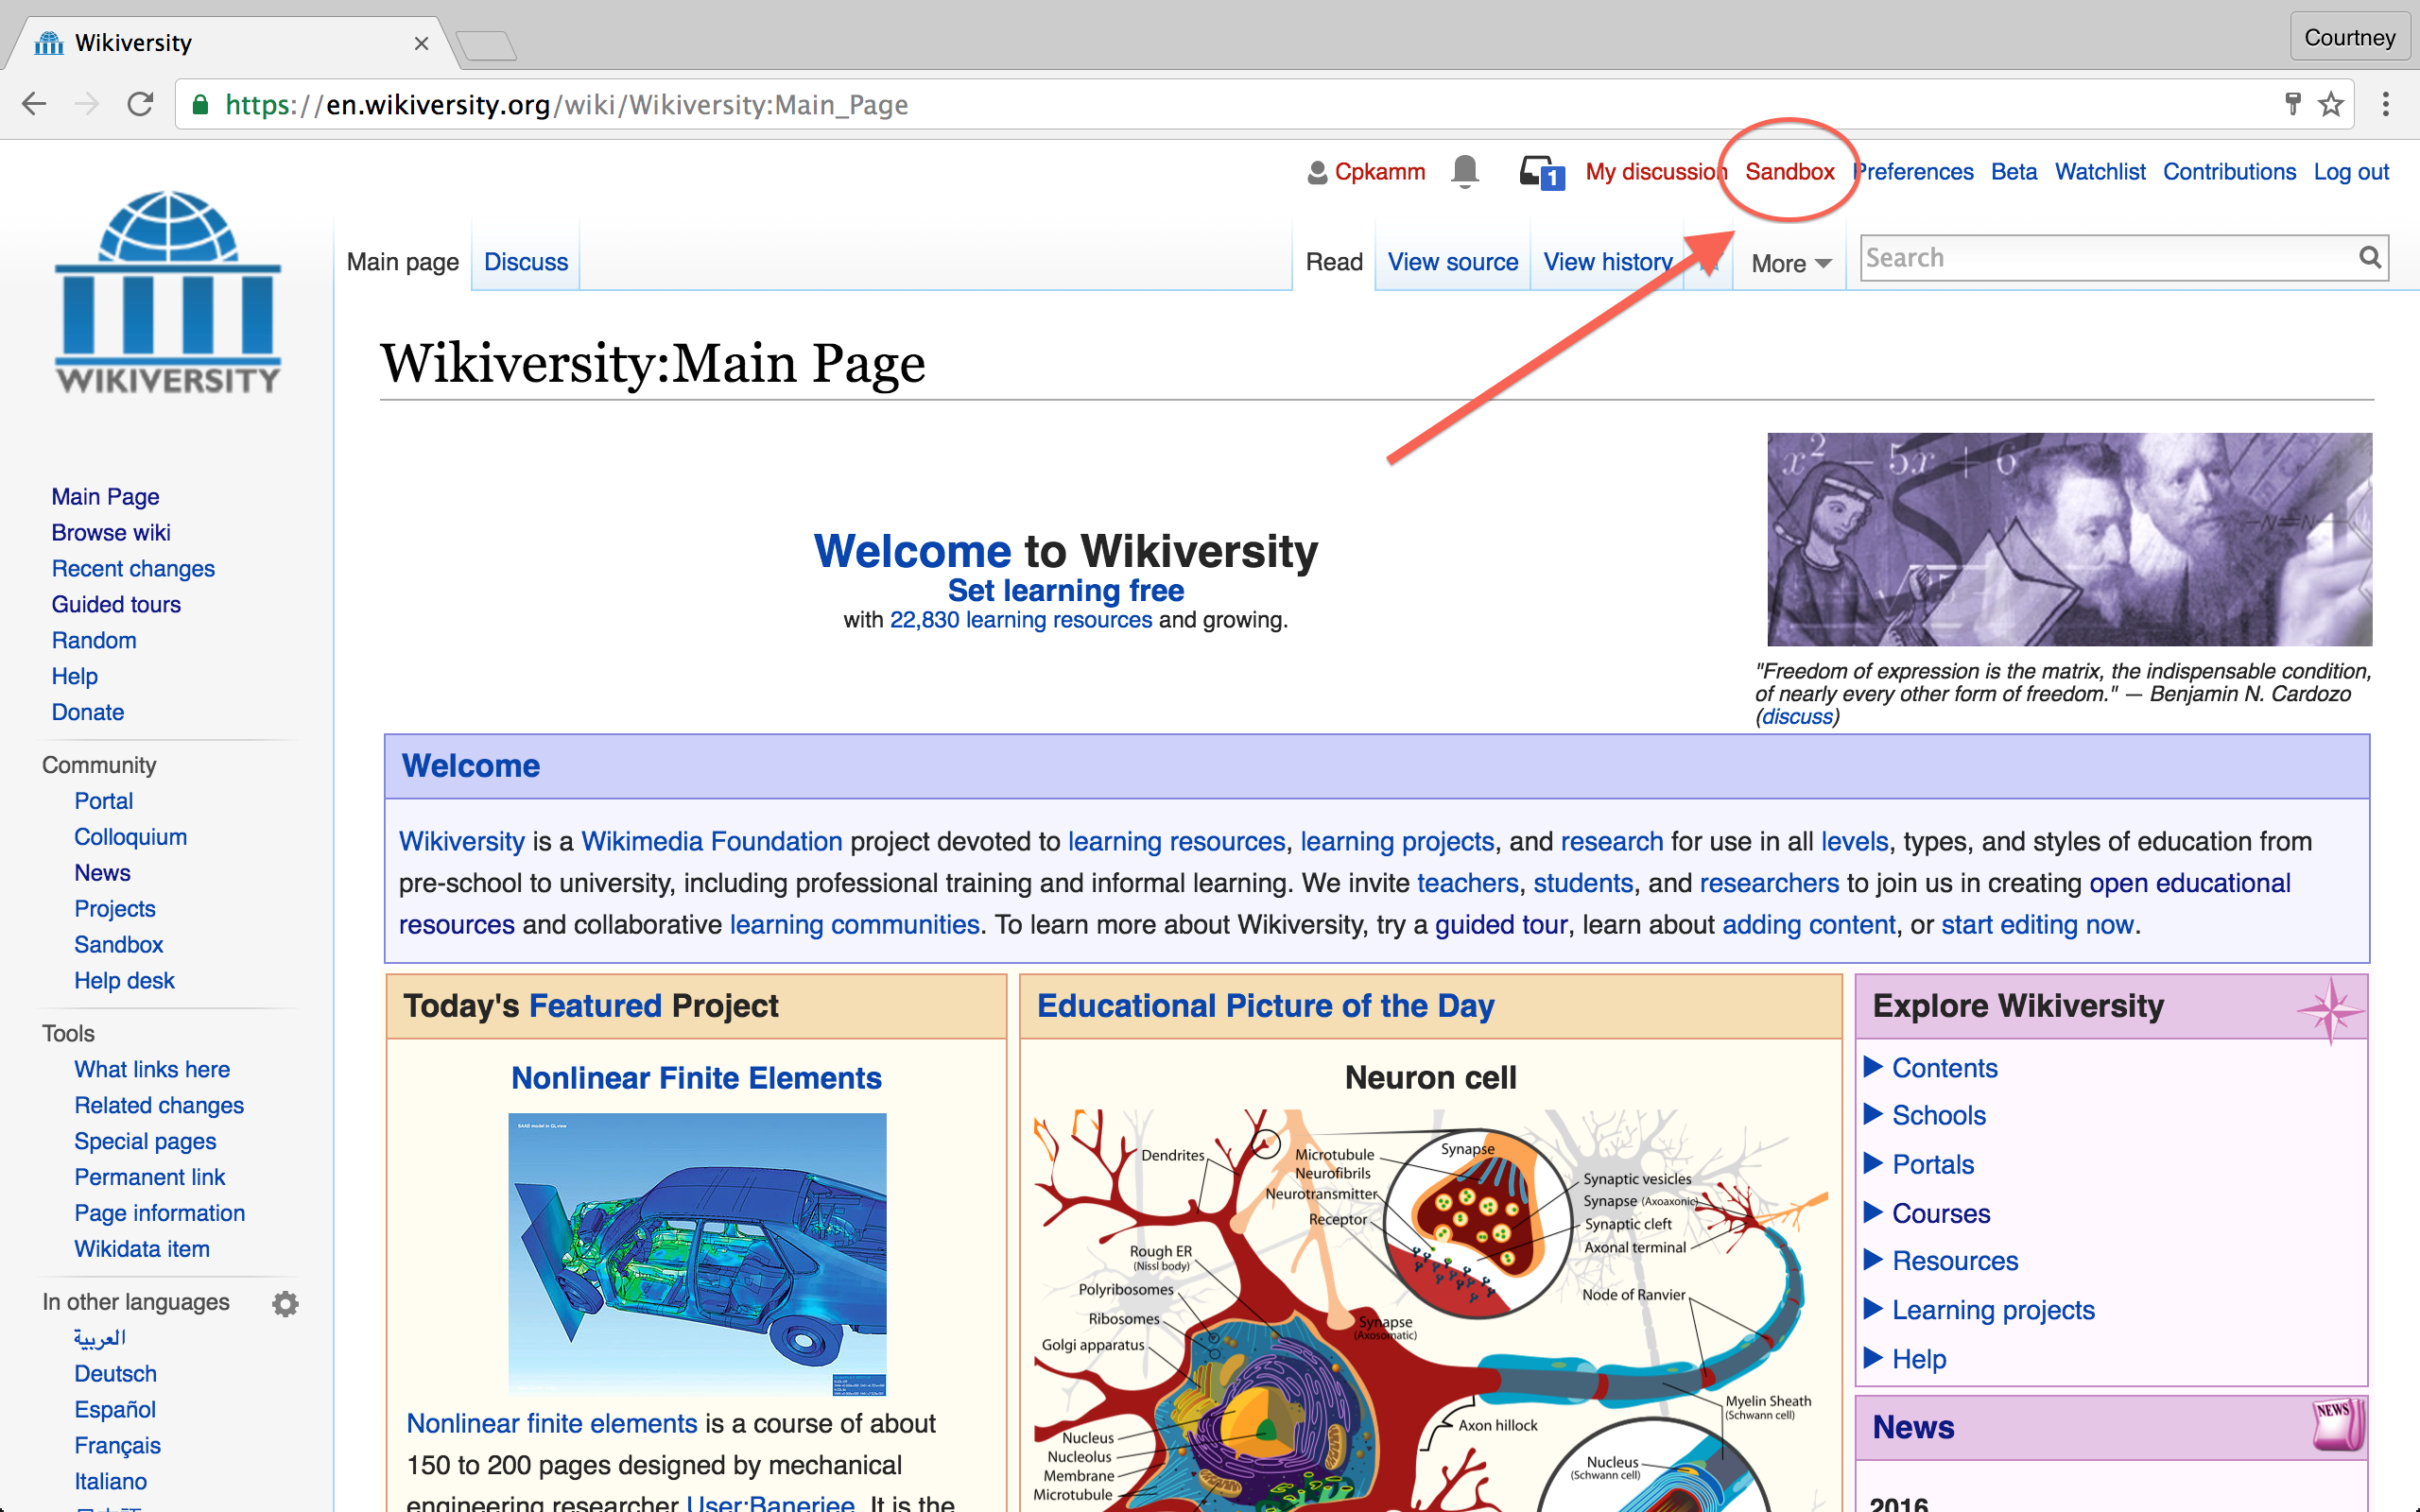 Wikiversity
Courtney
https://en.wikiversity.org/wiki/Wikiversity:Main_Page
Cpkamm 1 My discussion Sandbox Preferences Beta Watchlist Contributions Log out
Main page Discuss Read View source View history More Search
WIKIVERSITY
Wikiversity:Main Page
Main Page
Browse wiki
Recent changes
Guided tours
Random
Help
Donate
Community
Portal
Colloquium
News
Projects
Sandbox
Help desk
Tools
What links here
Related changes
Special pages
Permanent link
Page information
Wikidata item
In other languages
العربية
Deutsch
Español
Français
Italiano
Welcome to Wikiversity
Set learning free
with 22,830 learning resources and growing.
x² – 5x + 6
"Freedom of expression is the matrix, the indispensable condition,
of nearly every other form of freedom." — Benjamin N. Cardozo
(discuss)
Welcome
Wikiversity is a Wikimedia Foundation project devoted to learning resources, learning projects, and research for use in all levels, types, and styles of education from
pre-school to university, including professional training and informal learning. We invite teachers, students, and researchers to join us in creating open educational
resources and collaborative learning communities. To learn more about Wikiversity, try a guided tour, learn about adding content, or start editing now.
Today's Featured Project
Nonlinear Finite Elements
SAAB model in GLview
Nonlinear finite elements is a course of about
150 to 200 pages designed by mechanical
engineering researcher User:Banerjee. It is the
Educational Picture of the Day
Neuron cell
Dendrites
Microtubule
Neurofibrils
Neurotransmitter
Receptor
Synapse
Synaptic vesicles
Synapse (Axoaxonic)
Synaptic cleft
Axonal terminal
Rough ER
(Nissl body)
Polyribosomes
Ribosomes
Golgi apparatus
Node of Ranvier
Synapse
(Axosomatic)
Myelin Sheath
(Schwann cell)
Axon hillock
Nucleus
(Schwann cell)
Nucleus
Nucleolus
Membrane
Microtubule
Explore Wikiversity
Contents
Schools
Portals
Courses
Resources
Learning projects
Help
News
NEWS
2016